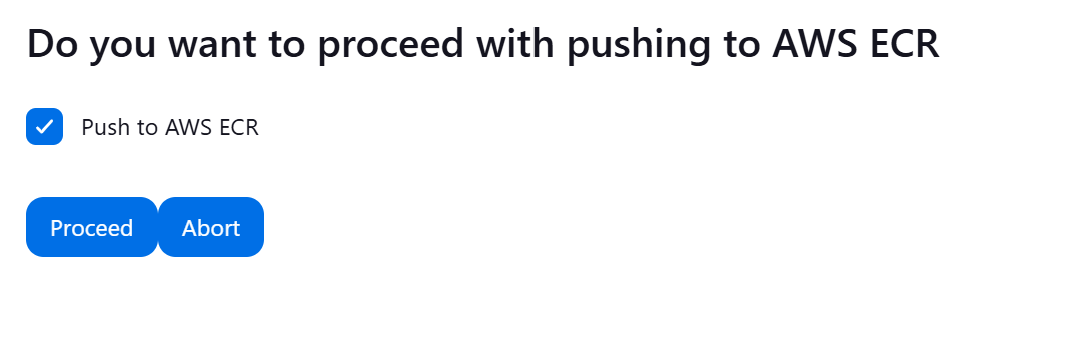 Do you want to proceed with pushing to AWS ECR
Push to AWS ECR
Proceed Abort